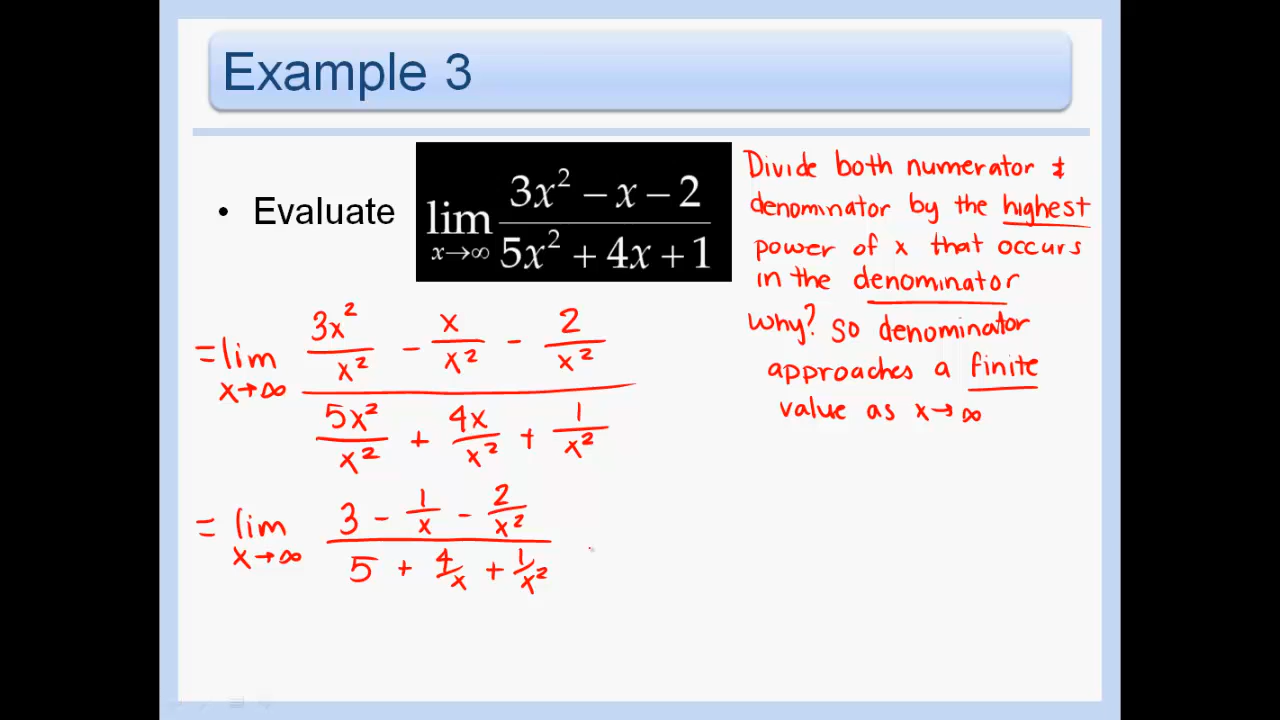 Example 3
• Evaluate lim x→∞ (3x² − x − 2)/(5x² + 4x + 1)
Divide both numerator &
denominator by the highest
power of x that occurs
in the denominator
why? so denominator
approaches a finite
value as x→∞
= lim x→∞ (3x²/x² − x/x² − 2/x²)/(5x²/x² + 4x/x² + 1/x²)
= lim x→∞ (3 − 1/x − 2/x²)/(5 + 4/x + 1/x²)